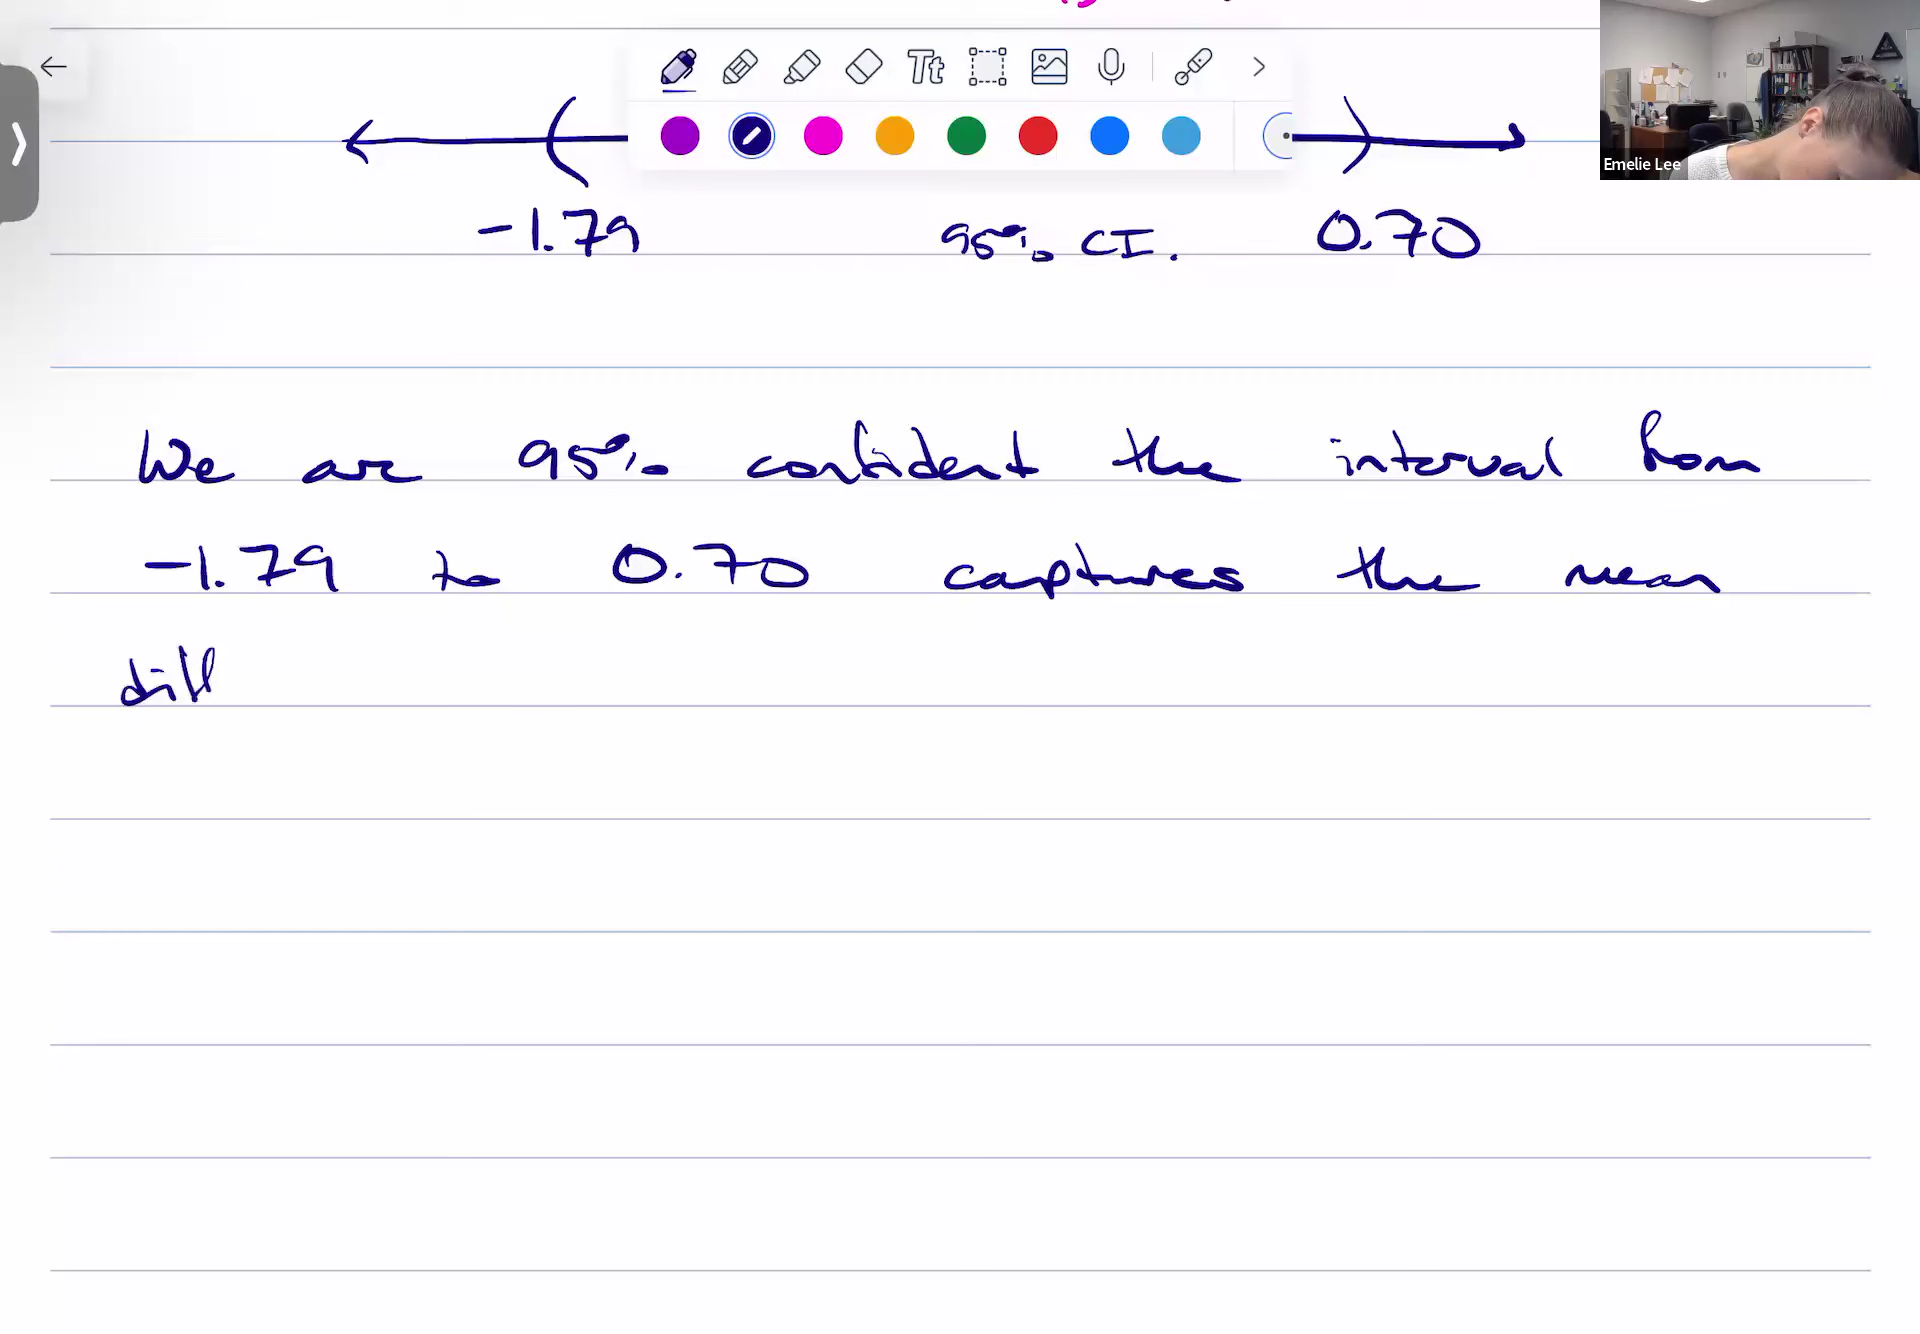 Tt
Emelie Lee
-1.79 95% CI. 0.70
We are 95% confident the interval from
-1.79 to 0.70 captures the mean
diff